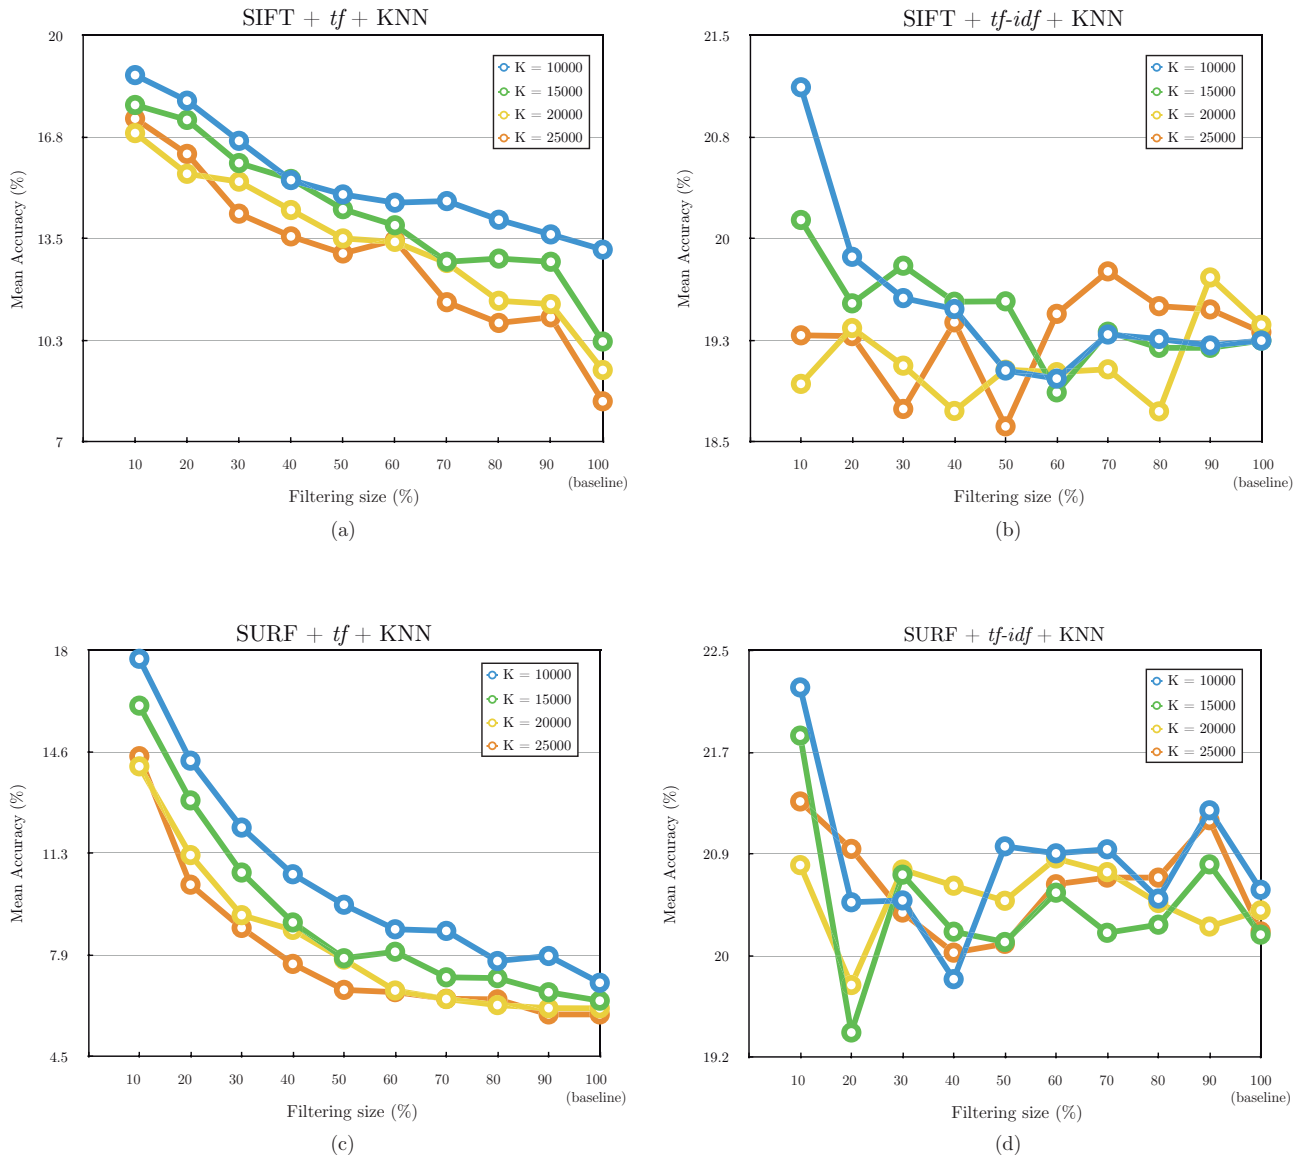 SIFT + tf + KNN
20
16.8
13.5
10.3
7
Mean Accuracy (%)
K = 10000
K = 15000
K = 20000
K = 25000
10 20 30 40 50 60 70 80 90 100
(baseline)
Filtering size (%)
(a)
SIFT + tf-idf + KNN
21.5
20.8
20
19.3
18.5
Mean Accuracy (%)
K = 10000
K = 15000
K = 20000
K = 25000
10 20 30 40 50 60 70 80 90 100
(baseline)
Filtering size (%)
(b)
SURF + tf + KNN
18
14.6
11.3
7.9
4.5
Mean Accuracy (%)
K = 10000
K = 15000
K = 20000
K = 25000
10 20 30 40 50 60 70 80 90 100
(baseline)
Filtering size (%)
(c)
SURF + tf-idf + KNN
22.5
21.7
20.9
20
19.2
Mean Accuracy (%)
K = 10000
K = 15000
K = 20000
K = 25000
10 20 30 40 50 60 70 80 90 100
(baseline)
Filtering size (%)
(d)